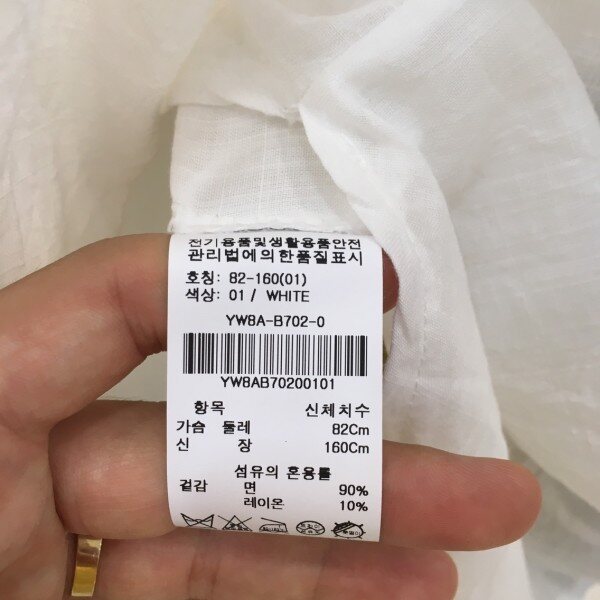 전기용품및생활용품안전
관리법에의한품질표시
호칭: 82-160(01)
색상: 01 / WHITE
YW8A-B702-0
YW8AB70200101
항목 신체치수
가슴 둘레 82Cm
신 장 160Cm
섬유의 혼용률
겉감 면 90%
레이온 10%